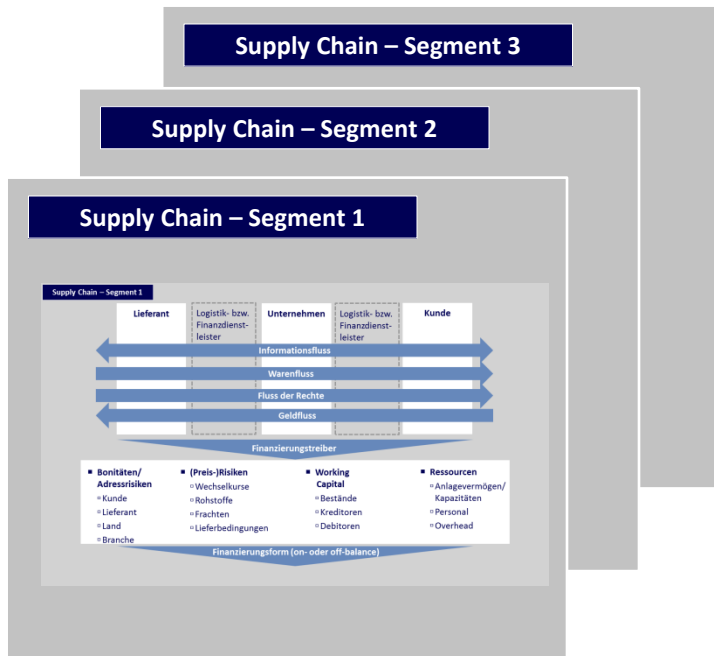 Supply Chain – Segment 3
Supply Chain – Segment 2
Supply Chain – Segment 1
Supply Chain – Segment 1
Lieferant
Logistik- bzw.
Finanzdienst-
leister
Unternehmen
Logistik- bzw.
Finanzdienst-
leister
Kunde
Informationsfluss
Warenfluss
Fluss der Rechte
Geldfluss
Finanzierungstreiber
Bonitäten/
Adressrisiken
Kunde
Lieferant
Land
Branche
(Preis-)Risiken
Wechselkurse
Rohstoffe
Frachten
Lieferbedingungen
Working
Capital
Bestände
Kreditoren
Debitoren
Ressourcen
Anlagevermögen/
Kapazitäten
Personal
Overhead
Finanzierungsform (on- oder off-balance)